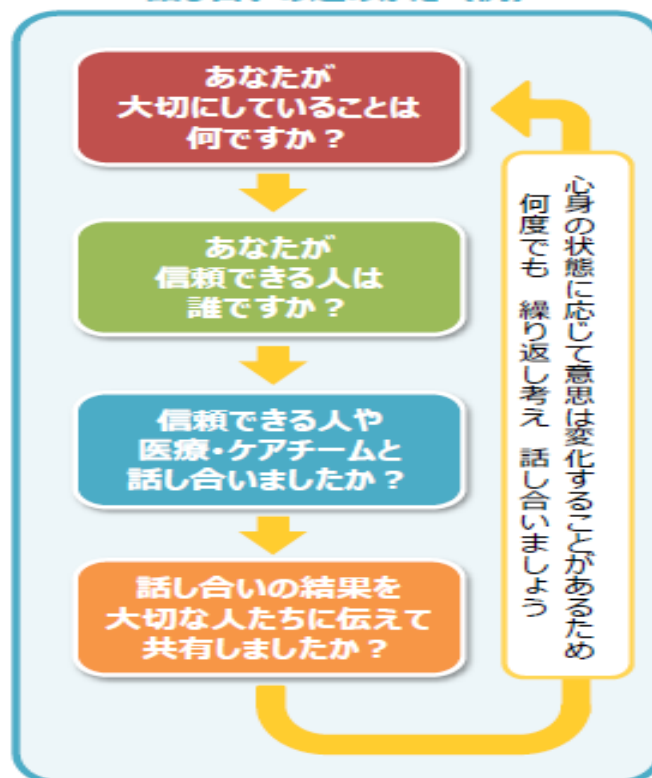 あなたが
大切にしていることは
何ですか？
あなたが
信頼できる人は
誰ですか？
信頼できる人や
医療・ケアチームと
話し合いましたか？
話し合いの結果を
大切な人たちに伝えて
共有しましたか？
心身の状態に応じて意思は変化することがあるため
何度でも　繰り返し考え　話し合いましょう